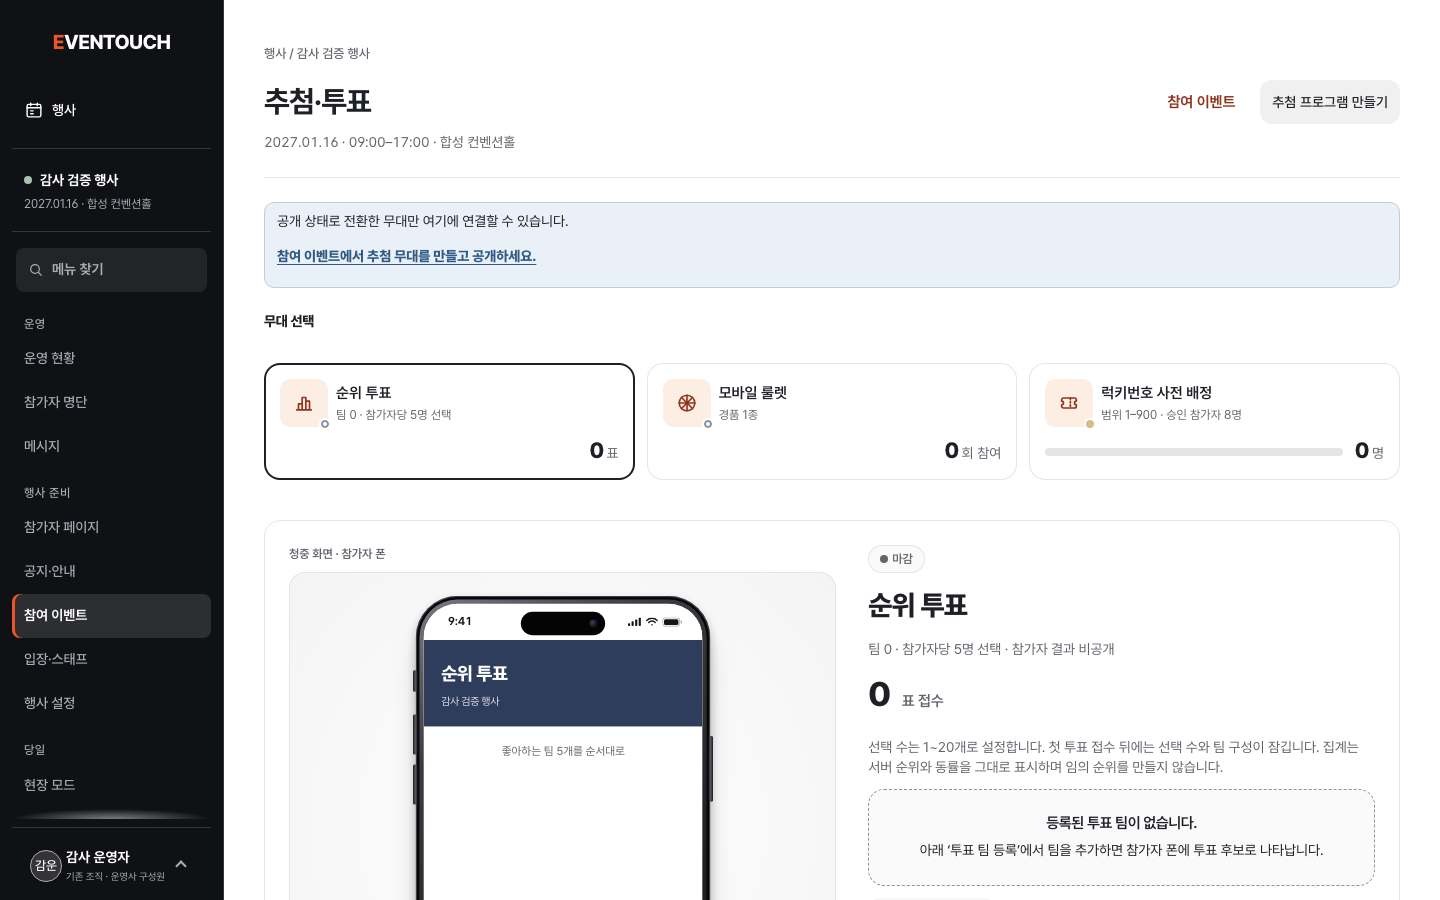 EVENTOUCH
행사
감사 검증 행사
2027.01.16 · 합성 컨벤션홀
메뉴 찾기
운영
운영 현황
참가자 명단
메시지
행사 준비
참가자 페이지
공지·안내
참여 이벤트
입장·스태프
행사 설정
당일
현장 모드
감운
감사 운영자
기존 조직 · 운영사 구성원
행사 / 감사 검증 행사
추첨·투표
2027.01.16 · 09:00–17:00 · 합성 컨벤션홀
참여 이벤트
추첨 프로그램 만들기
공개 상태로 전환한 무대만 여기에 연결할 수 있습니다.
참여 이벤트에서 추첨 무대를 만들고 공개하세요.
무대 선택
순위 투표
팀 0 · 참가자당 5명 선택
0 표
모바일 룰렛
경품 1종
0 회 참여
럭키번호 사전 배정
범위 1–900 · 승인 참가자 8명
0 명
청중 화면 · 참가자 폰
9:41
순위 투표
감사 검증 행사
좋아하는 팀 5개를 순서대로
마감
순위 투표
팀 0 · 참가자당 5명 선택 · 참가자 결과 비공개
0 표 접수
선택 수는 1~20개로 설정합니다. 첫 투표 접수 뒤에는 선택 수와 팀 구성이 잠깁니다. 집계는
서버 순위와 동률을 그대로 표시하며 임의 순위를 만들지 않습니다.
등록된 투표 팀이 없습니다.
아래 ‘투표 팀 등록’에서 팀을 추가하면 참가자 폰에 투표 후보로 나타납니다.